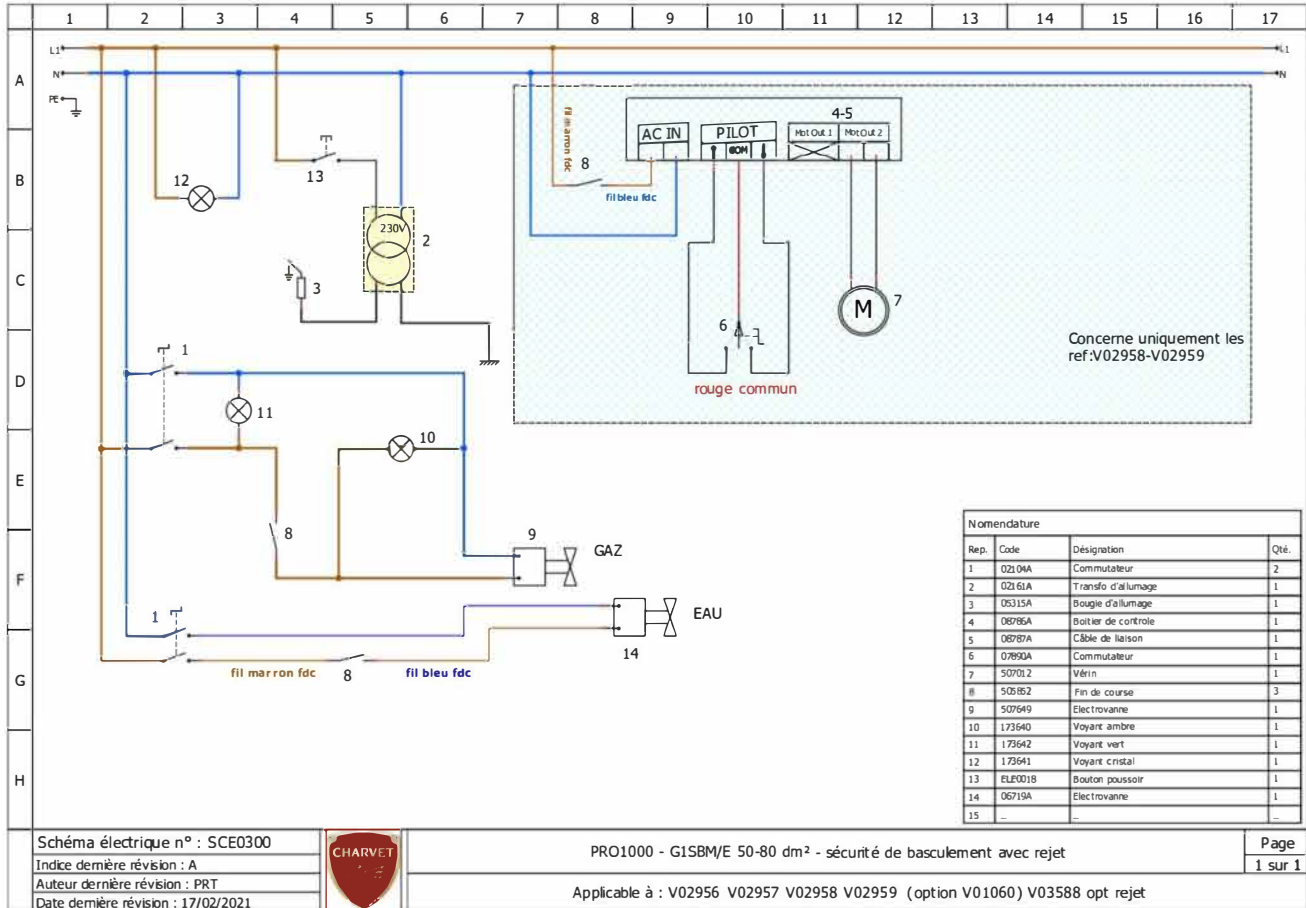 1 2 3 4 5 6 7 8 9 10 11 12 13 14 15 16 17
A
B
C
D
E
F
G
H
L1
N
PE
L1
N
12
13
230V
2
3
1
11
10
8
9
GAZ
1
EAU
14
fil marron fdc
8
fil bleu fdc
fil marron fdc
8
fil bleu fdc
4-5
AC IN
PILOT
COM
Mot Out 1
Mot Out 2
6
rouge commun
M
7
Concerne uniquement les
ref:V02958-V02959
Nomenclature
Rep. Code Désignation Qté.
1 02104A Commutateur 2
2 02161A Transfo d'allumage 1
3 05315A Bougie d'allumage 1
4 08786A Boitier de controle 1
5 08787A Câble de liaison 1
6 07890A Commutateur 1
7 507012 Vérin 1
8 505852 Fin de course 3
9 507649 Electrovanne 1
10 173640 Voyant ambre 1
11 173642 Voyant vert 1
12 173641 Voyant cristal 1
13 ELE0018 Bouton poussoir 1
14 06719A Electrovanne 1
15 _ _ _
Schéma électrique n° : SCE0300
Indice dernière révision : A
Auteur dernière révision : PRT
Date dernière révision : 17/02/2021
CHARVET
PRO1000 - G1SBM/E 50-80 dm² - sécurité de basculement avec rejet
Applicable à : V02956 V02957 V02958 V02959 (option V01060) V03588 opt rejet
Page
1 sur 1